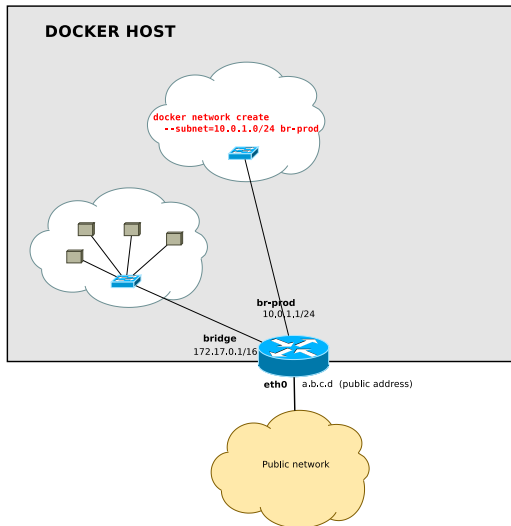 DOCKER HOST
docker network create
--subnet=10.0.1.0/24 br-prod
br-prod
10.0.1.1/24
bridge
172.17.0.1/16
eth0 a.b.c.d (public address)
Public network